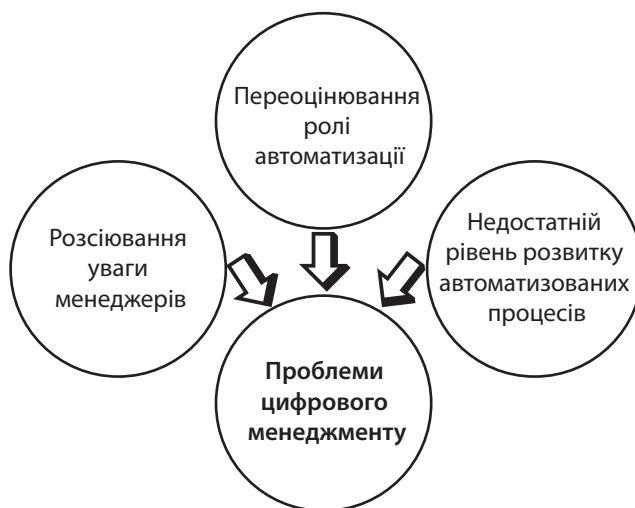 Переоцінювання
ролі
автоматизації
Розсіювання
уваги
менеджерів
Недостатній
рівень розвитку
автоматизованих
процесів
Проблеми
цифрового
менеджменту